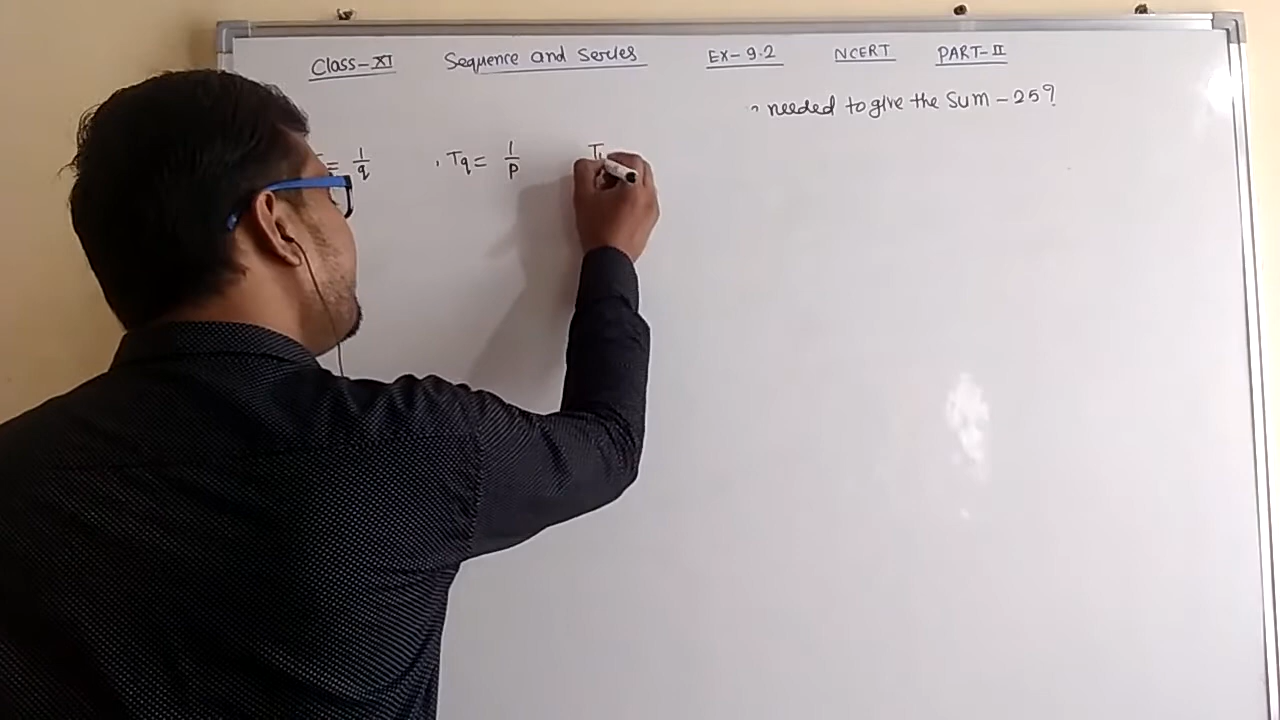 Class-XI Sequence and Series Ex-9.2 NCERT PART-II
needed to give the Sum - 25?
= 1/q , Tq = 1/p T